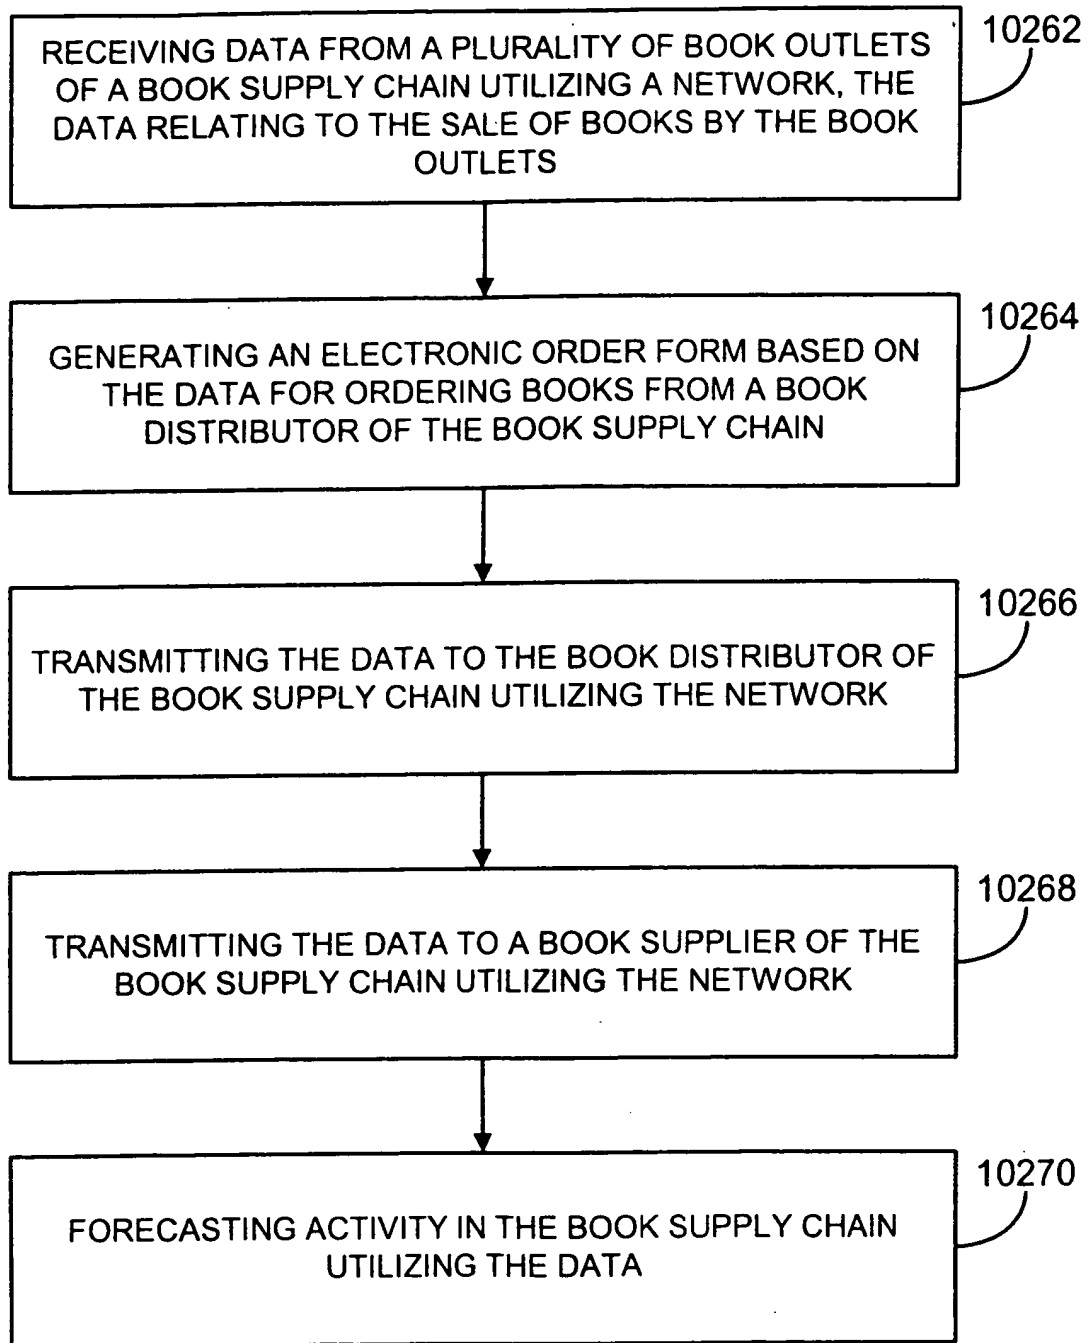 RECEIVING DATA FROM A PLURALITY OF BOOK OUTLETS
OF A BOOK SUPPLY CHAIN UTILIZING A NETWORK, THE
DATA RELATING TO THE SALE OF BOOKS BY THE BOOK
OUTLETS
10262
GENERATING AN ELECTRONIC ORDER FORM BASED ON
THE DATA FOR ORDERING BOOKS FROM A BOOK
DISTRIBUTOR OF THE BOOK SUPPLY CHAIN
10264
TRANSMITTING THE DATA TO THE BOOK DISTRIBUTOR OF
THE BOOK SUPPLY CHAIN UTILIZING THE NETWORK
10266
TRANSMITTING THE DATA TO A BOOK SUPPLIER OF THE
BOOK SUPPLY CHAIN UTILIZING THE NETWORK
10268
FORECASTING ACTIVITY IN THE BOOK SUPPLY CHAIN
UTILIZING THE DATA
10270